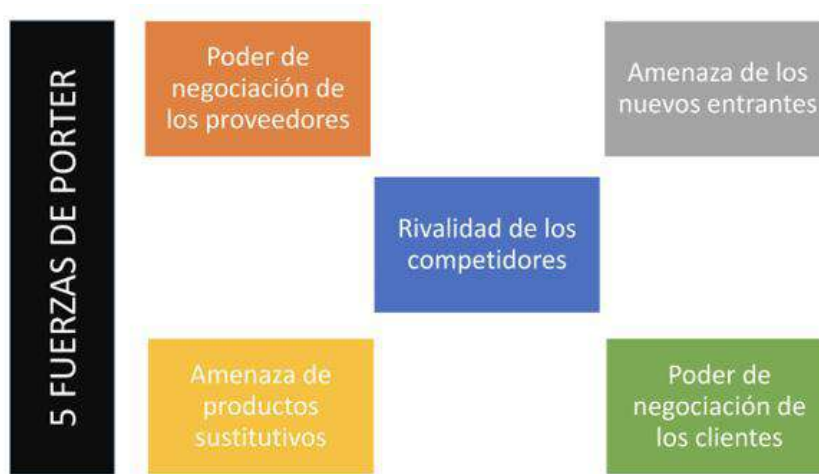 5 FUERZAS DE PORTER
Poder de
negociación de
los proveedores
Amenaza de los
nuevos entrantes
Rivalidad de los
competidores
Amenaza de
productos
sustitutivos
Poder de
negociación de
los clientes